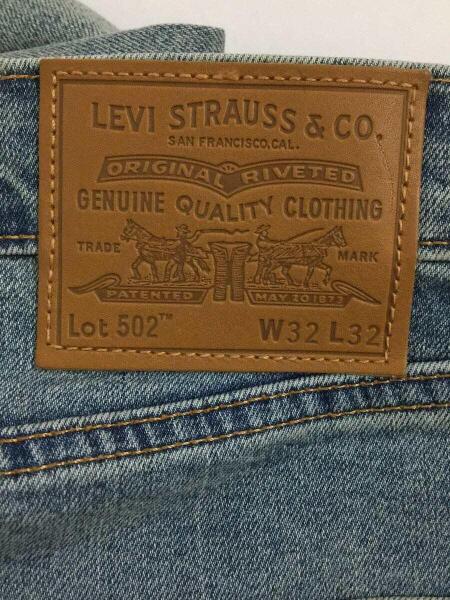 LEVI STRAUSS & CO.
SAN FRANCISCO, CAL.
ORIGINAL RIVETED
GENUINE QUALITY CLOTHING
TRADE MARK
PATENTED MAY 20 1873
Lot 502™ W32 L32